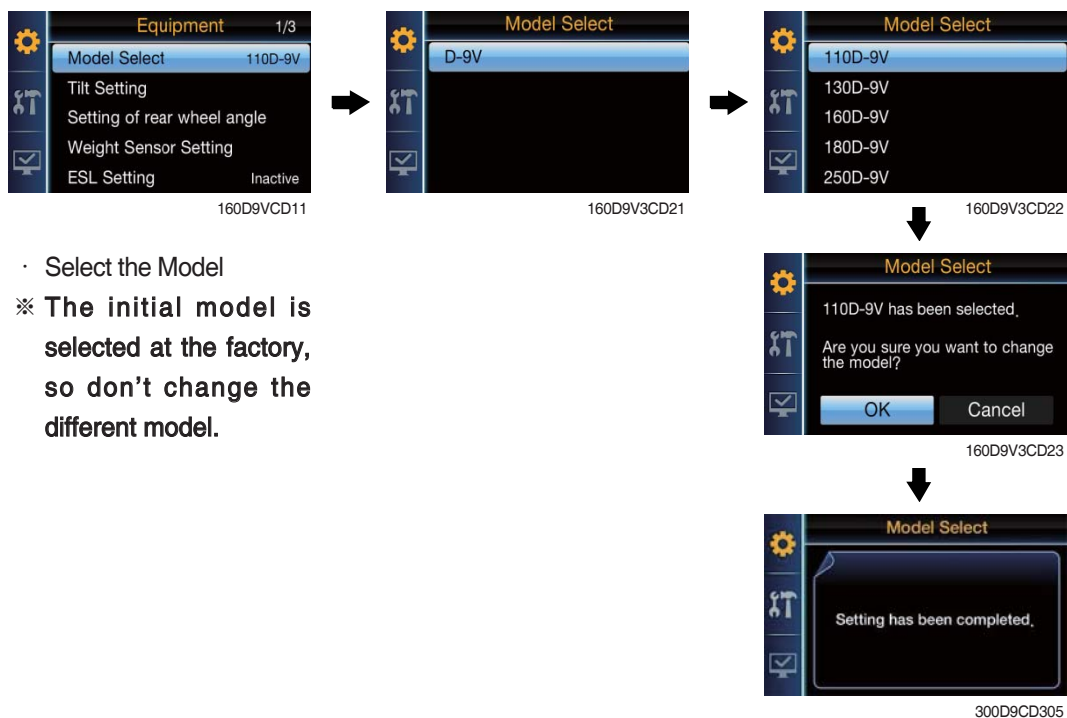 Equipment 1/3
Model Select 110D-9V
Tilt Setting
Setting of rear wheel angle
Weight Sensor Setting
ESL Setting Inactive
160D9VCD11
Model Select
D-9V
160D9V3CD21
Model Select
110D-9V
130D-9V
160D-9V
180D-9V
250D-9V
160D9V3CD22
· Select the Model
※ The initial model is
selected at the factory,
so don't change the
different model.
Model Select
110D-9V has been selected.
Are you sure you want to change
the model?
OK Cancel
160D9V3CD23
Model Select
Setting has been completed.
300D9CD305